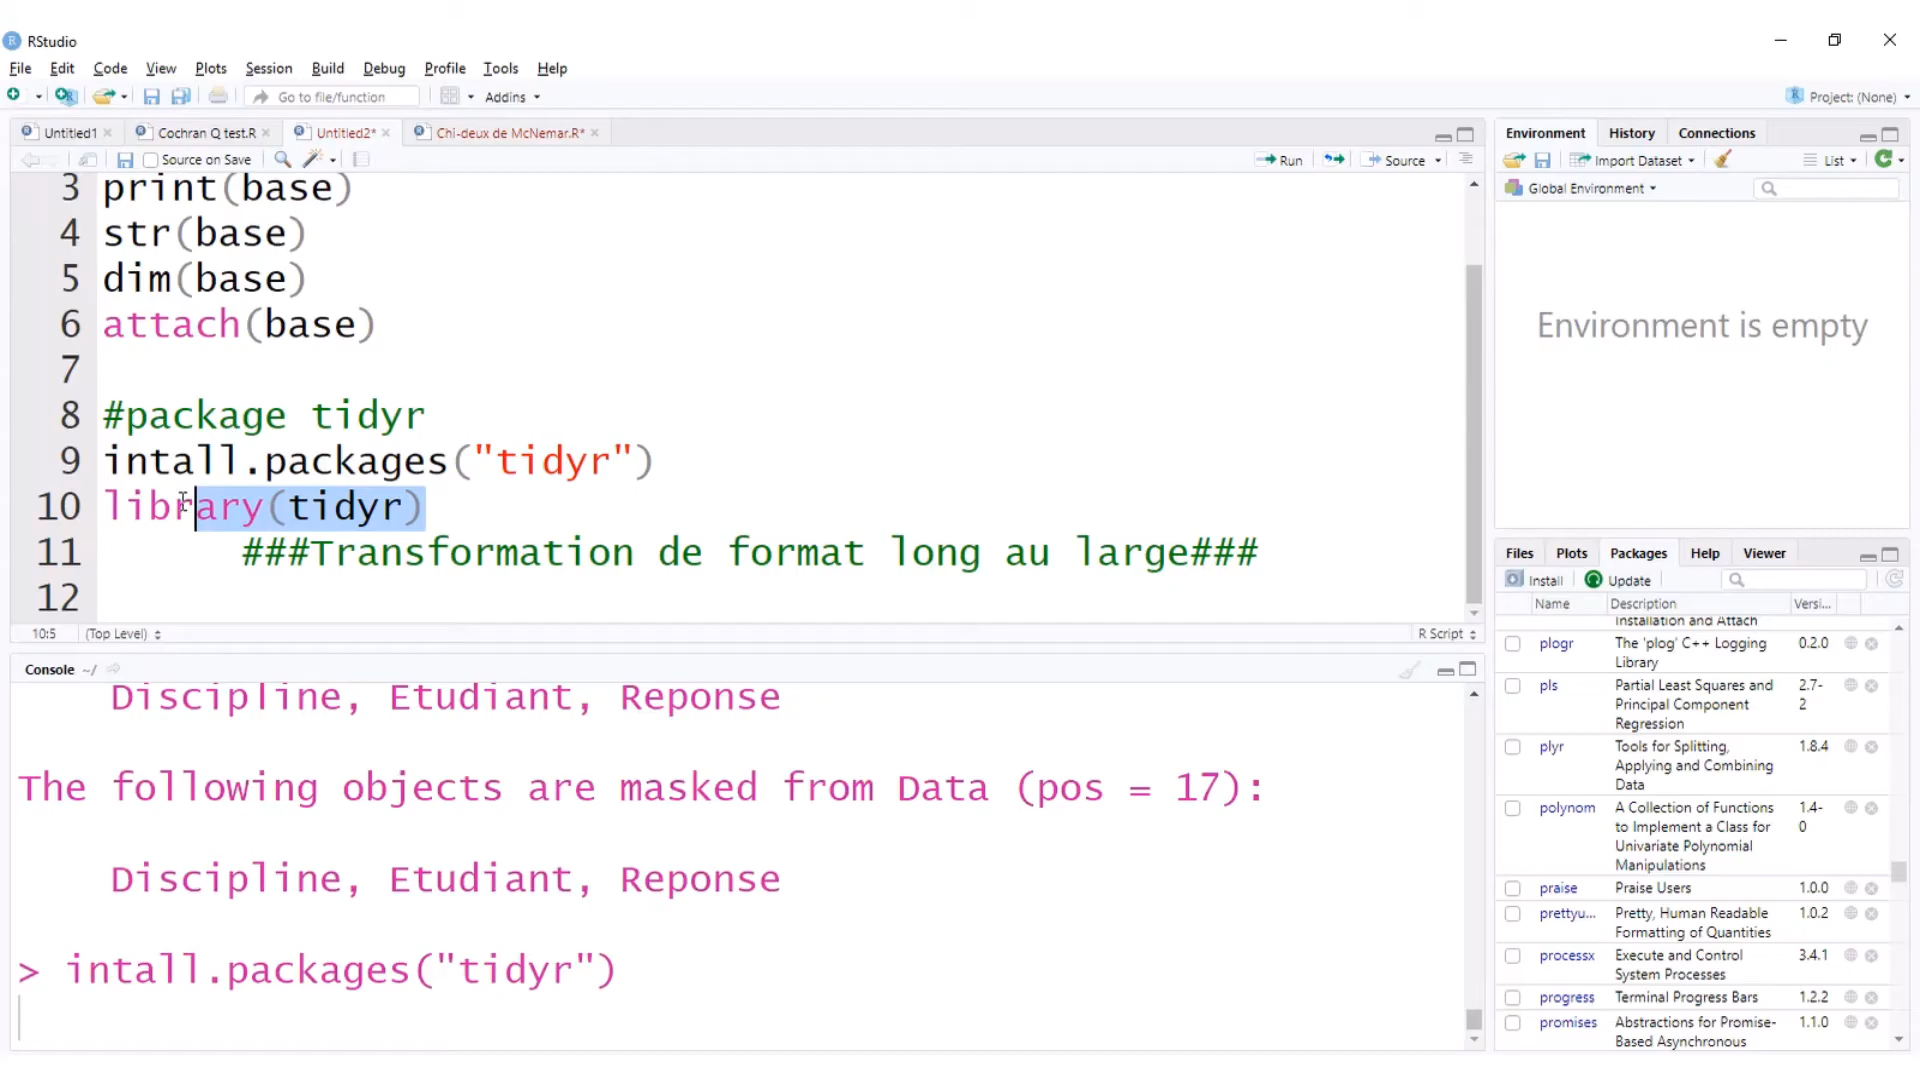 RStudio
File Edit Code View Plots Session Build Debug Profile Tools Help
Go to file/function Addins Project: (None)
Untitled1 Cochran Q test.R Untitled2* Chi-deux de McNemar.R*
Source on Save Run Source
3 print(base)
4 str(base)
5 dim(base)
6 attach(base)
7
8 #package tidyr
9 intall.packages("tidyr")
10 library(tidyr)
11 ###Transformation de format long au large###
12
10:5 (Top Level) R Script
Console ~/
Discipline, Etudiant, Reponse
The following objects are masked from Data (pos = 17):
Discipline, Etudiant, Reponse
> intall.packages("tidyr")
Environment History Connections
Import Dataset List
Global Environment
Environment is empty
Files Plots Packages Help Viewer
Install Update
Name Description Versi...
Installation and Attach
plogr The 'plog' C++ Logging 0.2.0
Library
pls Partial Least Squares and 2.7-
Principal Component 2
Regression
plyr Tools for Splitting, 1.8.4
Applying and Combining
Data
polynom A Collection of Functions 1.4-
to Implement a Class for 0
Univariate Polynomial
Manipulations
praise Praise Users 1.0.0
prettyu... Pretty, Human Readable 1.0.2
Formatting of Quantities
processx Execute and Control 3.4.1
System Processes
progress Terminal Progress Bars 1.2.2
promises Abstractions for Promise- 1.1.0
Based Asynchronous